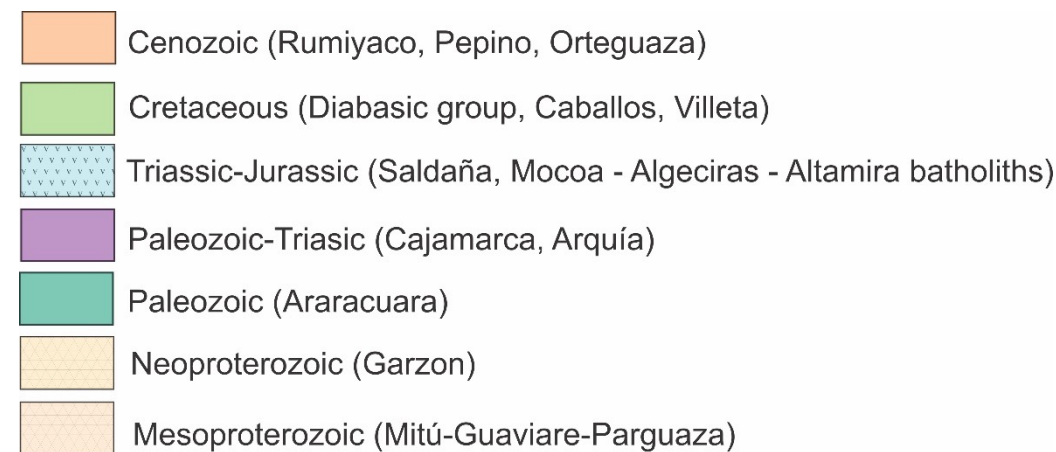 Cenozoic (Rumiyaco, Pepino, Orteguaza)
Cretaceous (Diabasic group, Caballos, Villeta)
Triassic-Jurassic (Saldaña, Mocoa - Algeciras - Altamira batholiths)
Paleozoic-Triasic (Cajamarca, Arquía)
Paleozoic (Araracuara)
Neoproterozoic (Garzon)
Mesoproterozoic (Mitú-Guaviare-Parguaza)